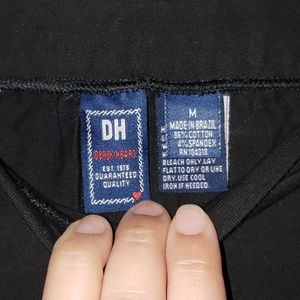 DH
EST. 1975
GUARANTEED
QUALITY
M
MADE IN BRAZIL
96% COTTON
4% SPANDEX
RN 104318
BLEACH ONLY. LAY
FLAT TO DRY OR LINE
DRY. USE COOL
IRON IF NEEDED.